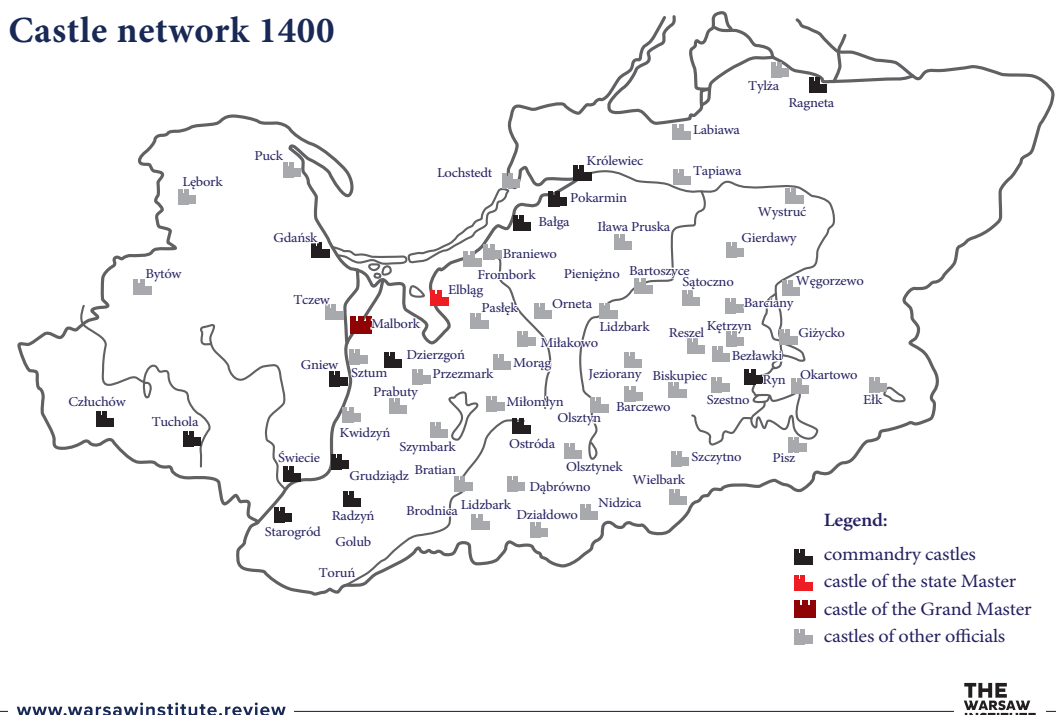 Castle network 1400
Tylża
Ragneta
Labiawa
Puck
Królewiec
Lochstedt
Tapiawa
Lębork
Pokarmin
Wystruć
Bałga
Iława Pruska
Gdańsk
Gierdawy
Braniewo
Bytów
Frombork
Pieniężno
Bartoszyce
Sątoczno
Węgorzewo
Elbląg
Tczew
Pasłęk
Orneta
Barciany
Malbork
Lidzbark
Kętrzyn
Reszel
Giżycko
Miłakowo
Dzierzgoń
Bezławki
Gniew
Sztum
Przezmark
Morąg
Jeziorany
Biskupiec
Ryn
Okartowo
Prabuty
Człuchów
Miłomłyn
Barczewo
Szestno
Ełk
Tuchola
Kwidzyń
Olsztyn
Szymbark
Ostróda
Świecie
Olsztynek
Szczytno
Pisz
Grudziądz
Bratian
Wielbark
Dąbrówno
Nidzica
Radzyń
Brodnica
Lidzbark
Działdowo
Starogród
Golub
Toruń
Legend:
commandry castles
castle of the state Master
castle of the Grand Master
castles of other officials
www.warsawinstitute.review
THE
WARSAW
INSTITUTE